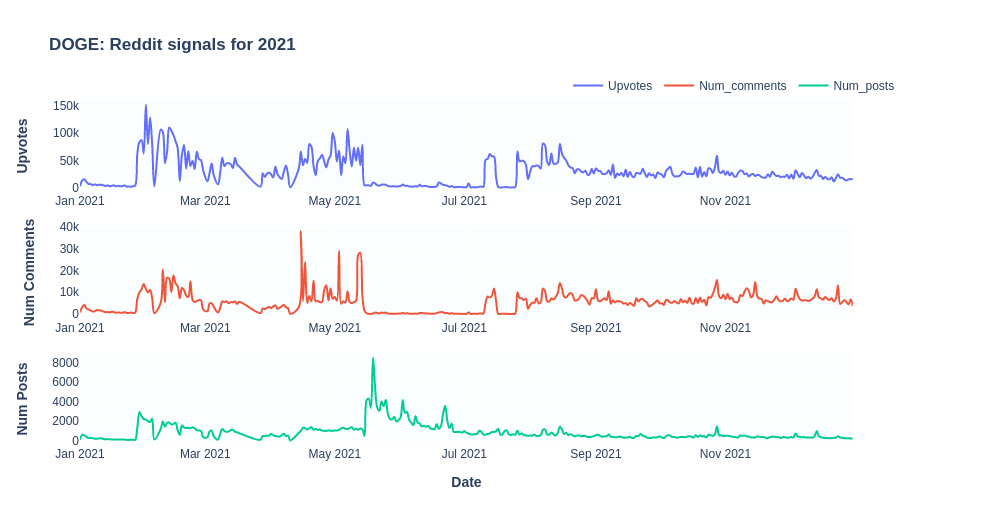 DOGE: Reddit signals for 2021
Upvotes Num_comments Num_posts
Upvotes
150k
100k
50k
0
Jan 2021 Mar 2021 May 2021 Jul 2021 Sep 2021 Nov 2021
Num Comments
40k
30k
20k
10k
0
Jan 2021 Mar 2021 May 2021 Jul 2021 Sep 2021 Nov 2021
Num Posts
8000
6000
4000
2000
0
Jan 2021 Mar 2021 May 2021 Jul 2021 Sep 2021 Nov 2021
Date